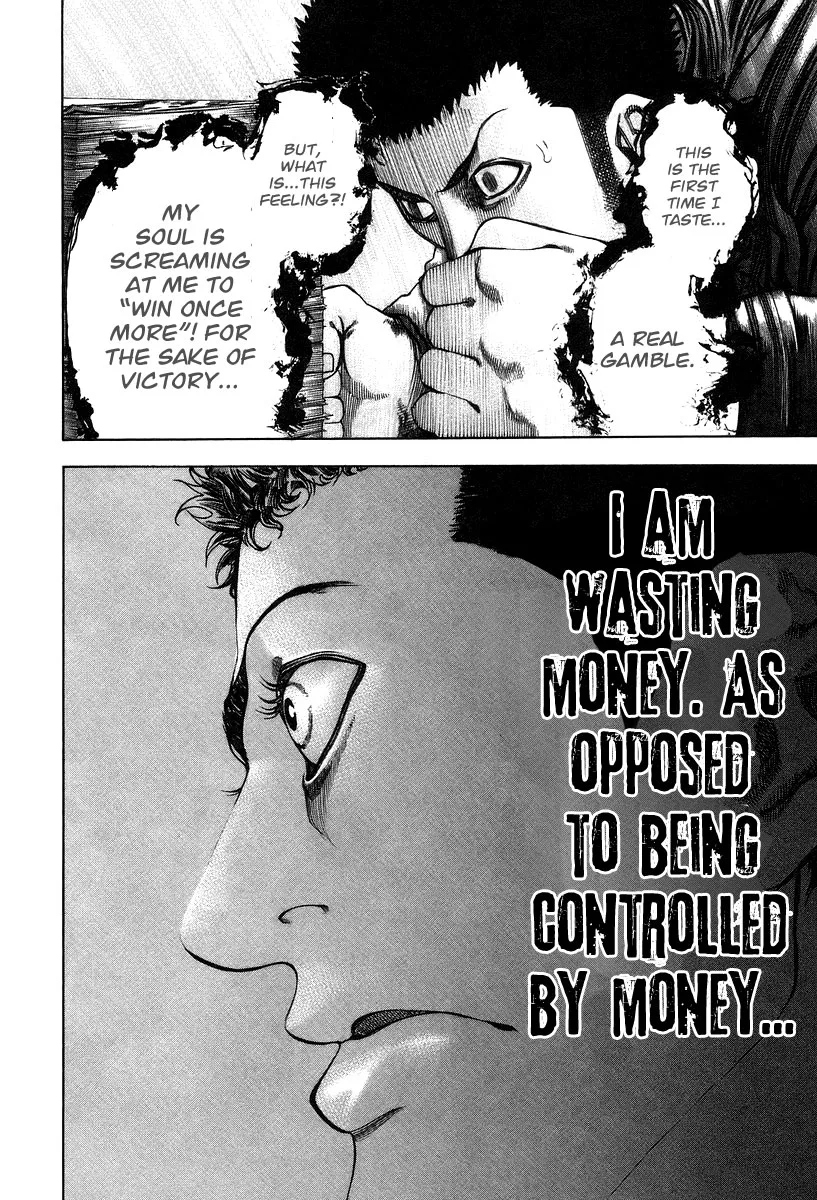 THIS
IS THE
FIRST
TIME I
TASTE...
A REAL
GAMBLE.
BUT,
WHAT
IS...THIS
FEELING?!
MY
SOUL IS
SCREAMING
AT ME TO
"WIN ONCE
MORE"! FOR
THE SAKE OF
VICTORY...
I AM
WASTING
MONEY. AS
OPPOSED
TO BEING
CONTROLLED
BY MONEY...